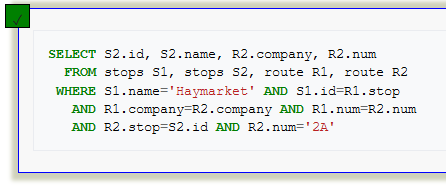 ✓
SELECT S2.id, S2.name, R2.company, R2.num
FROM stops S1, stops S2, route R1, route R2
WHERE S1.name='Haymarket' AND S1.id=R1.stop
AND R1.company=R2.company AND R1.num=R2.num
AND R2.stop=S2.id AND R2.num='2A'